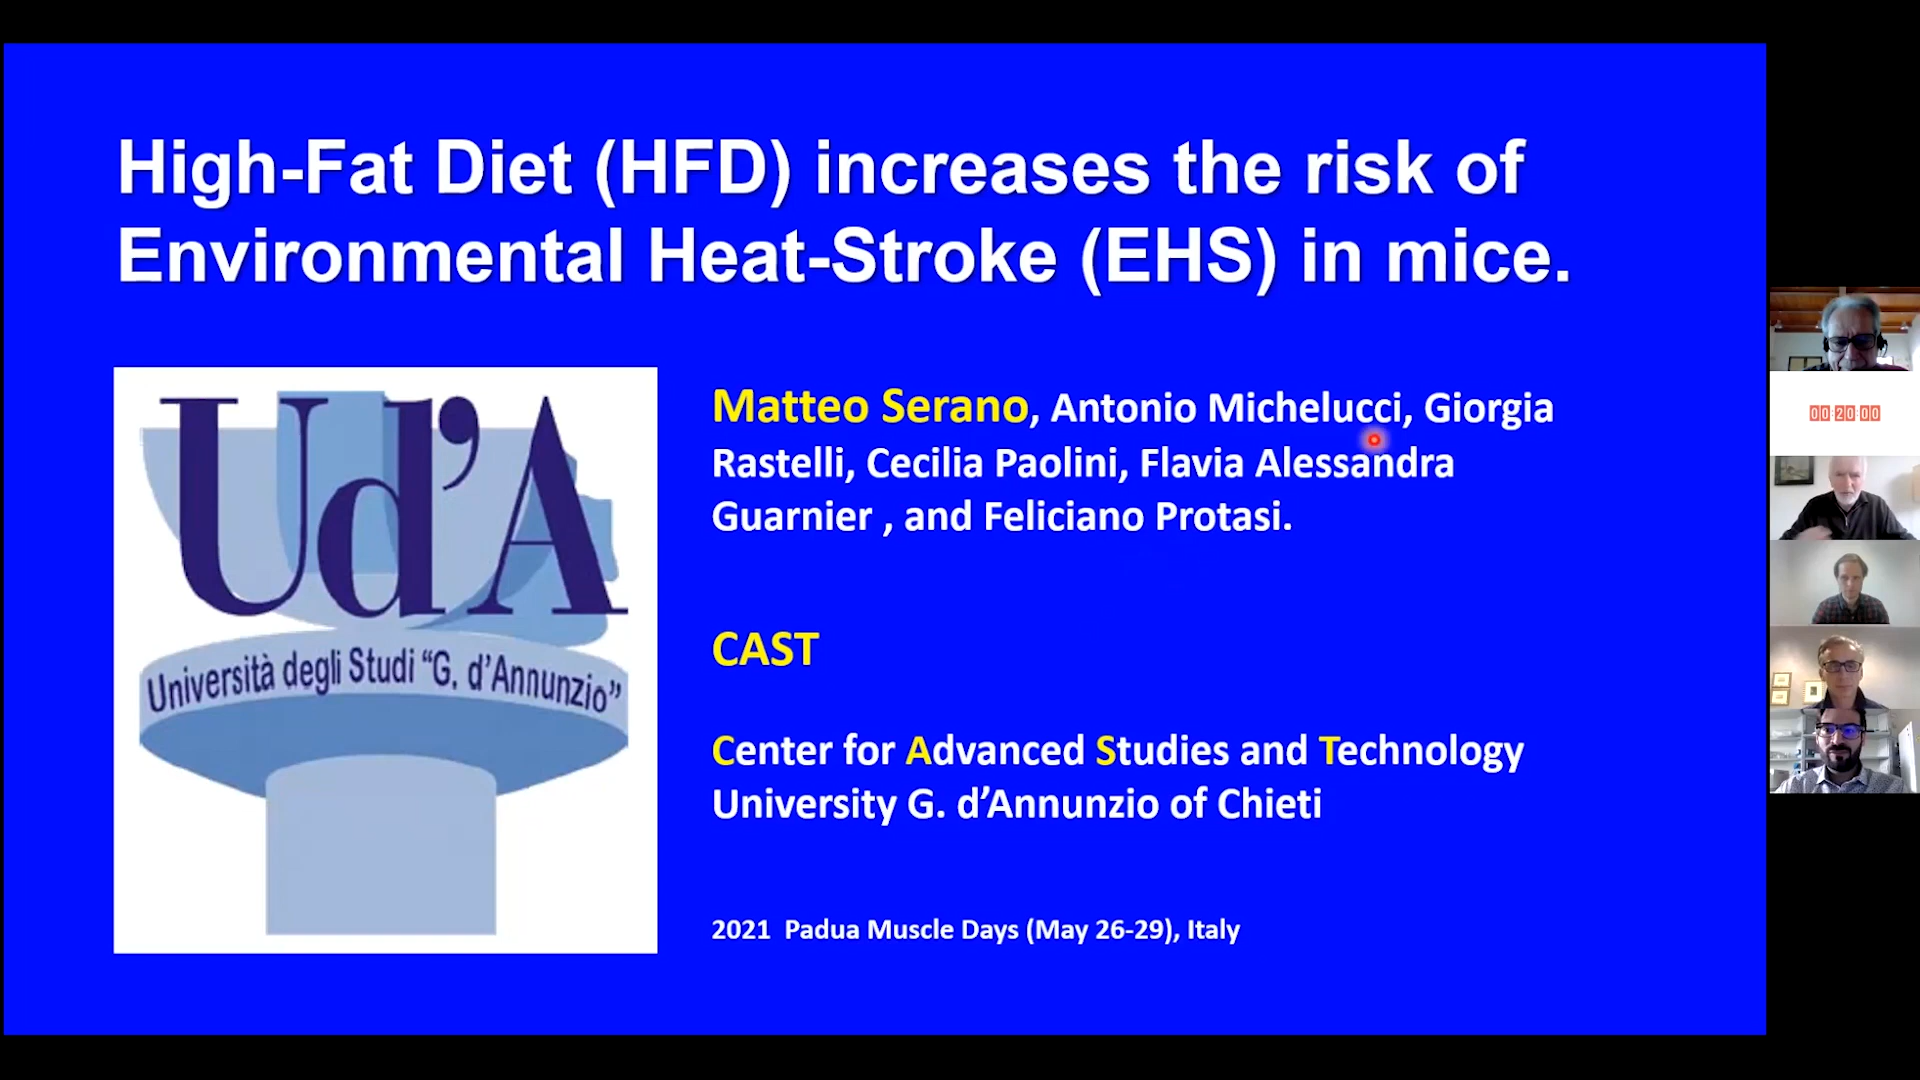 High-Fat Diet (HFD) increases the risk of
Environmental Heat-Stroke (EHS) in mice.
Ud'A
Università degli Studi “G. d’Annunzio”
Matteo Serano, Antonio Michelucci, Giorgia
Rastelli, Cecilia Paolini, Flavia Alessandra
Guarnier , and Feliciano Protasi.
CAST
Center for Advanced Studies and Technology
University G. d’Annunzio of Chieti
2021  Padua Muscle Days (May 26-29), Italy
00:20:00